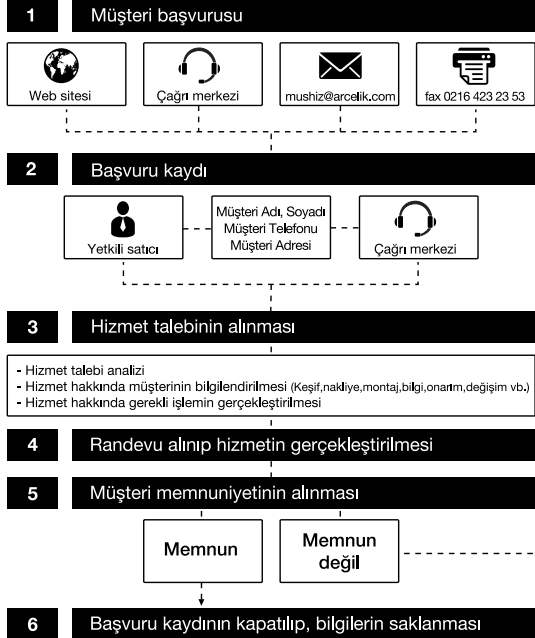 1 Müşteri başvurusu
Web sitesi
Çağrı merkezi
mushiz@arcelik.com
fax 0216 423 23 53
2 Başvuru kaydı
Yetkili satıcı
Müşteri Adı, Soyadı
Müşteri Telefonu
Müşteri Adresi
Çağrı merkezi
3 Hizmet talebinin alınması
- Hizmet talebi analizi
- Hizmet hakkında müşterinin bilgilendirilmesi (Keşif,nakliye,montaj,bilgi,onarım,değişim vb.)
- Hizmet hakkında gerekli işlemin gerçekleştirilmesi
4 Randevu alınıp hizmetin gerçekleştirilmesi
5 Müşteri memnuniyetinin alınması
Memnun
Memnun
değil
6 Başvuru kaydının kapatılıp, bilgilerin saklanması